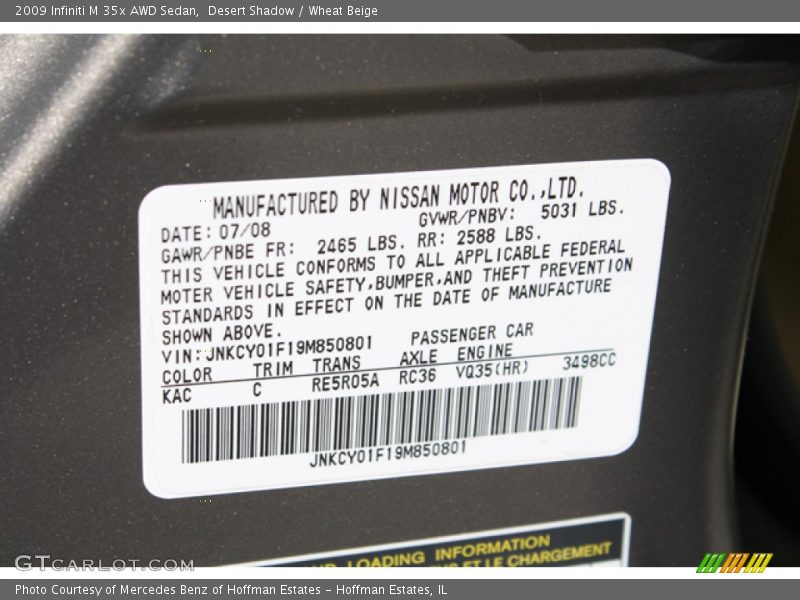 2009 Infiniti M 35x AWD Sedan,  Desert Shadow / Wheat Beige
MANUFACTURED BY NISSAN MOTOR CO.,LTD.
DATE: 07/08 GVWR/PNBV: 5031 LBS.
GAWR/PNBE FR: 2465 LBS. RR: 2588 LBS.
THIS VEHICLE CONFORMS TO ALL APPLICABLE FEDERAL
MOTER VEHICLE SAFETY,BUMPER,AND THEFT PREVENTION
STANDARDS IN EFFECT ON THE DATE OF MANUFACTURE
SHOWN ABOVE.
VIN:JNKCY01F19M850801 PASSENGER CAR
COLOR TRIM TRANS AXLE ENGINE
KAC C RE5R05A RC36 VQ35(HR) 3498CC
JNKCY01F19M850801
LOADING INFORMATION
ET LE CHARGEMENT
GTCARLOT.COM
Photo Courtesy of Mercedes Benz of Hoffman Estates - Hoffman Estates, IL